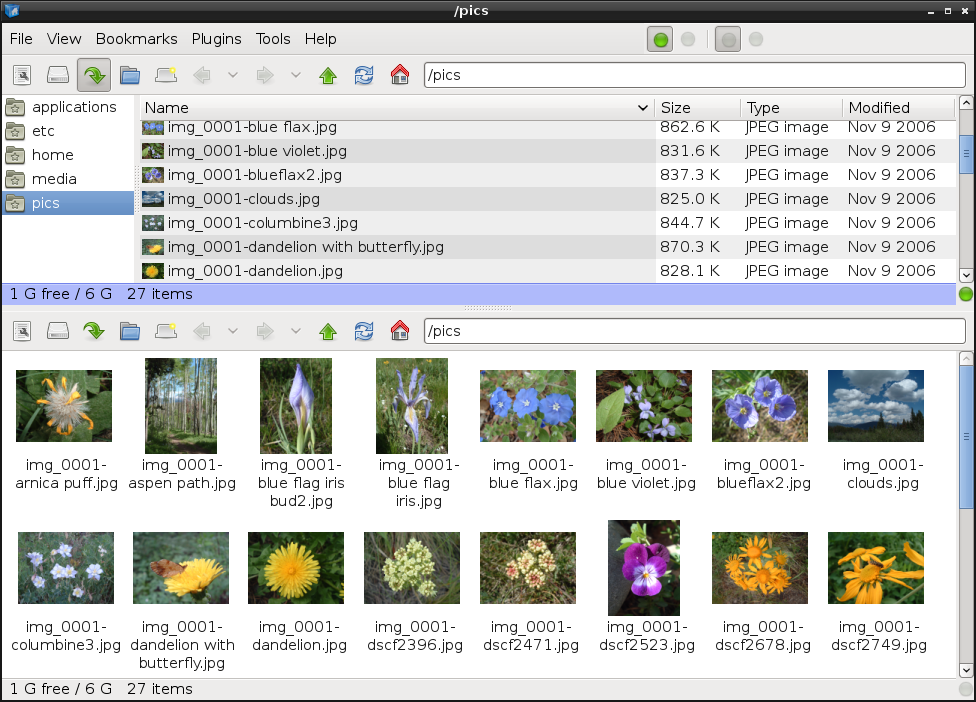 /pics
File View Bookmarks Plugins Tools Help
/pics
applications
etc
home
media
pics
Name Size Type Modified
img_0001-blue flax.jpg 862.6 K JPEG image Nov 9 2006
img_0001-blue violet.jpg 831.6 K JPEG image Nov 9 2006
img_0001-blueflax2.jpg 837.3 K JPEG image Nov 9 2006
img_0001-clouds.jpg 825.0 K JPEG image Nov 9 2006
img_0001-columbine3.jpg 844.7 K JPEG image Nov 9 2006
img_0001-dandelion with butterfly.jpg 870.3 K JPEG image Nov 9 2006
img_0001-dandelion.jpg 828.1 K JPEG image Nov 9 2006
1 G free / 6 G 27 items
/pics
img_0001-
arnica puff.jpg
img_0001-
aspen path.jpg
img_0001-
blue flag iris
bud2.jpg
img_0001-
blue flag
iris.jpg
img_0001-
blue flax.jpg
img_0001-
blue violet.jpg
img_0001-
blueflax2.jpg
img_0001-
clouds.jpg
img_0001-
columbine3.jpg
img_0001-
dandelion with
butterfly.jpg
img_0001-
dandelion.jpg
img_0001-
dscf2396.jpg
img_0001-
dscf2471.jpg
img_0001-
dscf2523.jpg
img_0001-
dscf2678.jpg
img_0001-
dscf2749.jpg
1 G free / 6 G 27 items